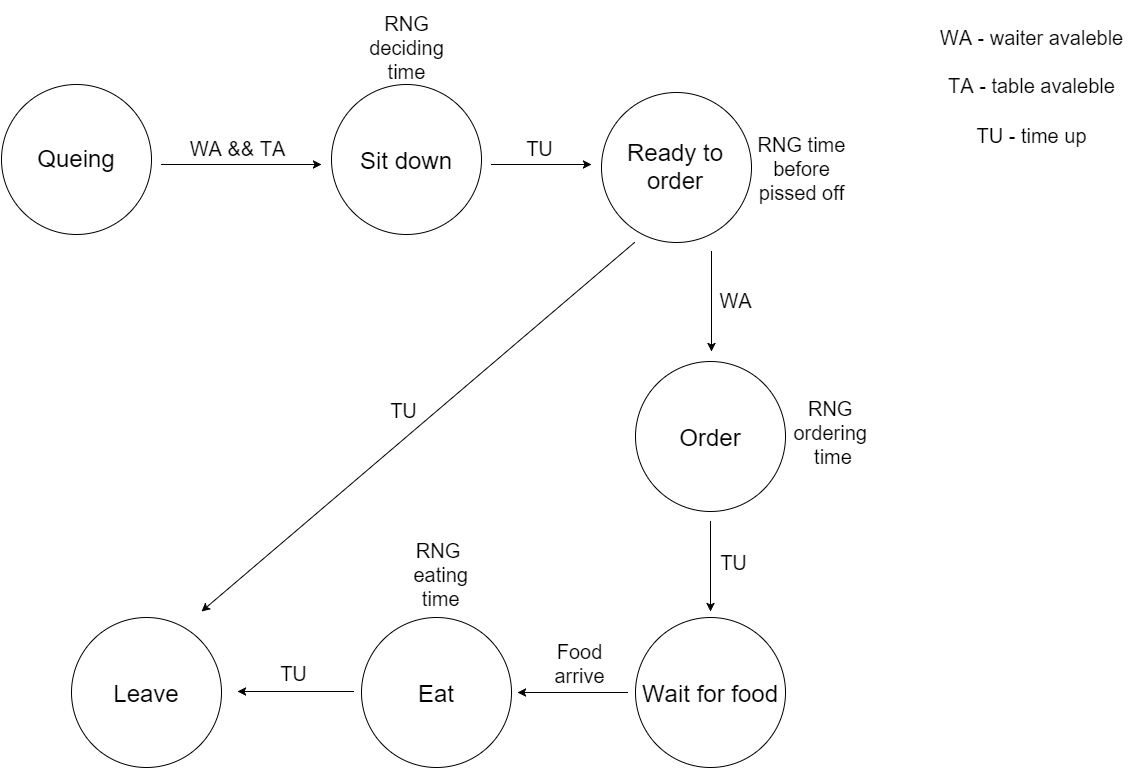 RNG
deciding
time
WA - waiter avaleble
TA - table avaleble
TU - time up
Queing
WA && TA
Sit down
TU
Ready to
order
RNG time
before
pissed off
WA
TU
Order
RNG
ordering
time
TU
RNG
eating
time
Leave
TU
Eat
Food
arrive
Wait for food